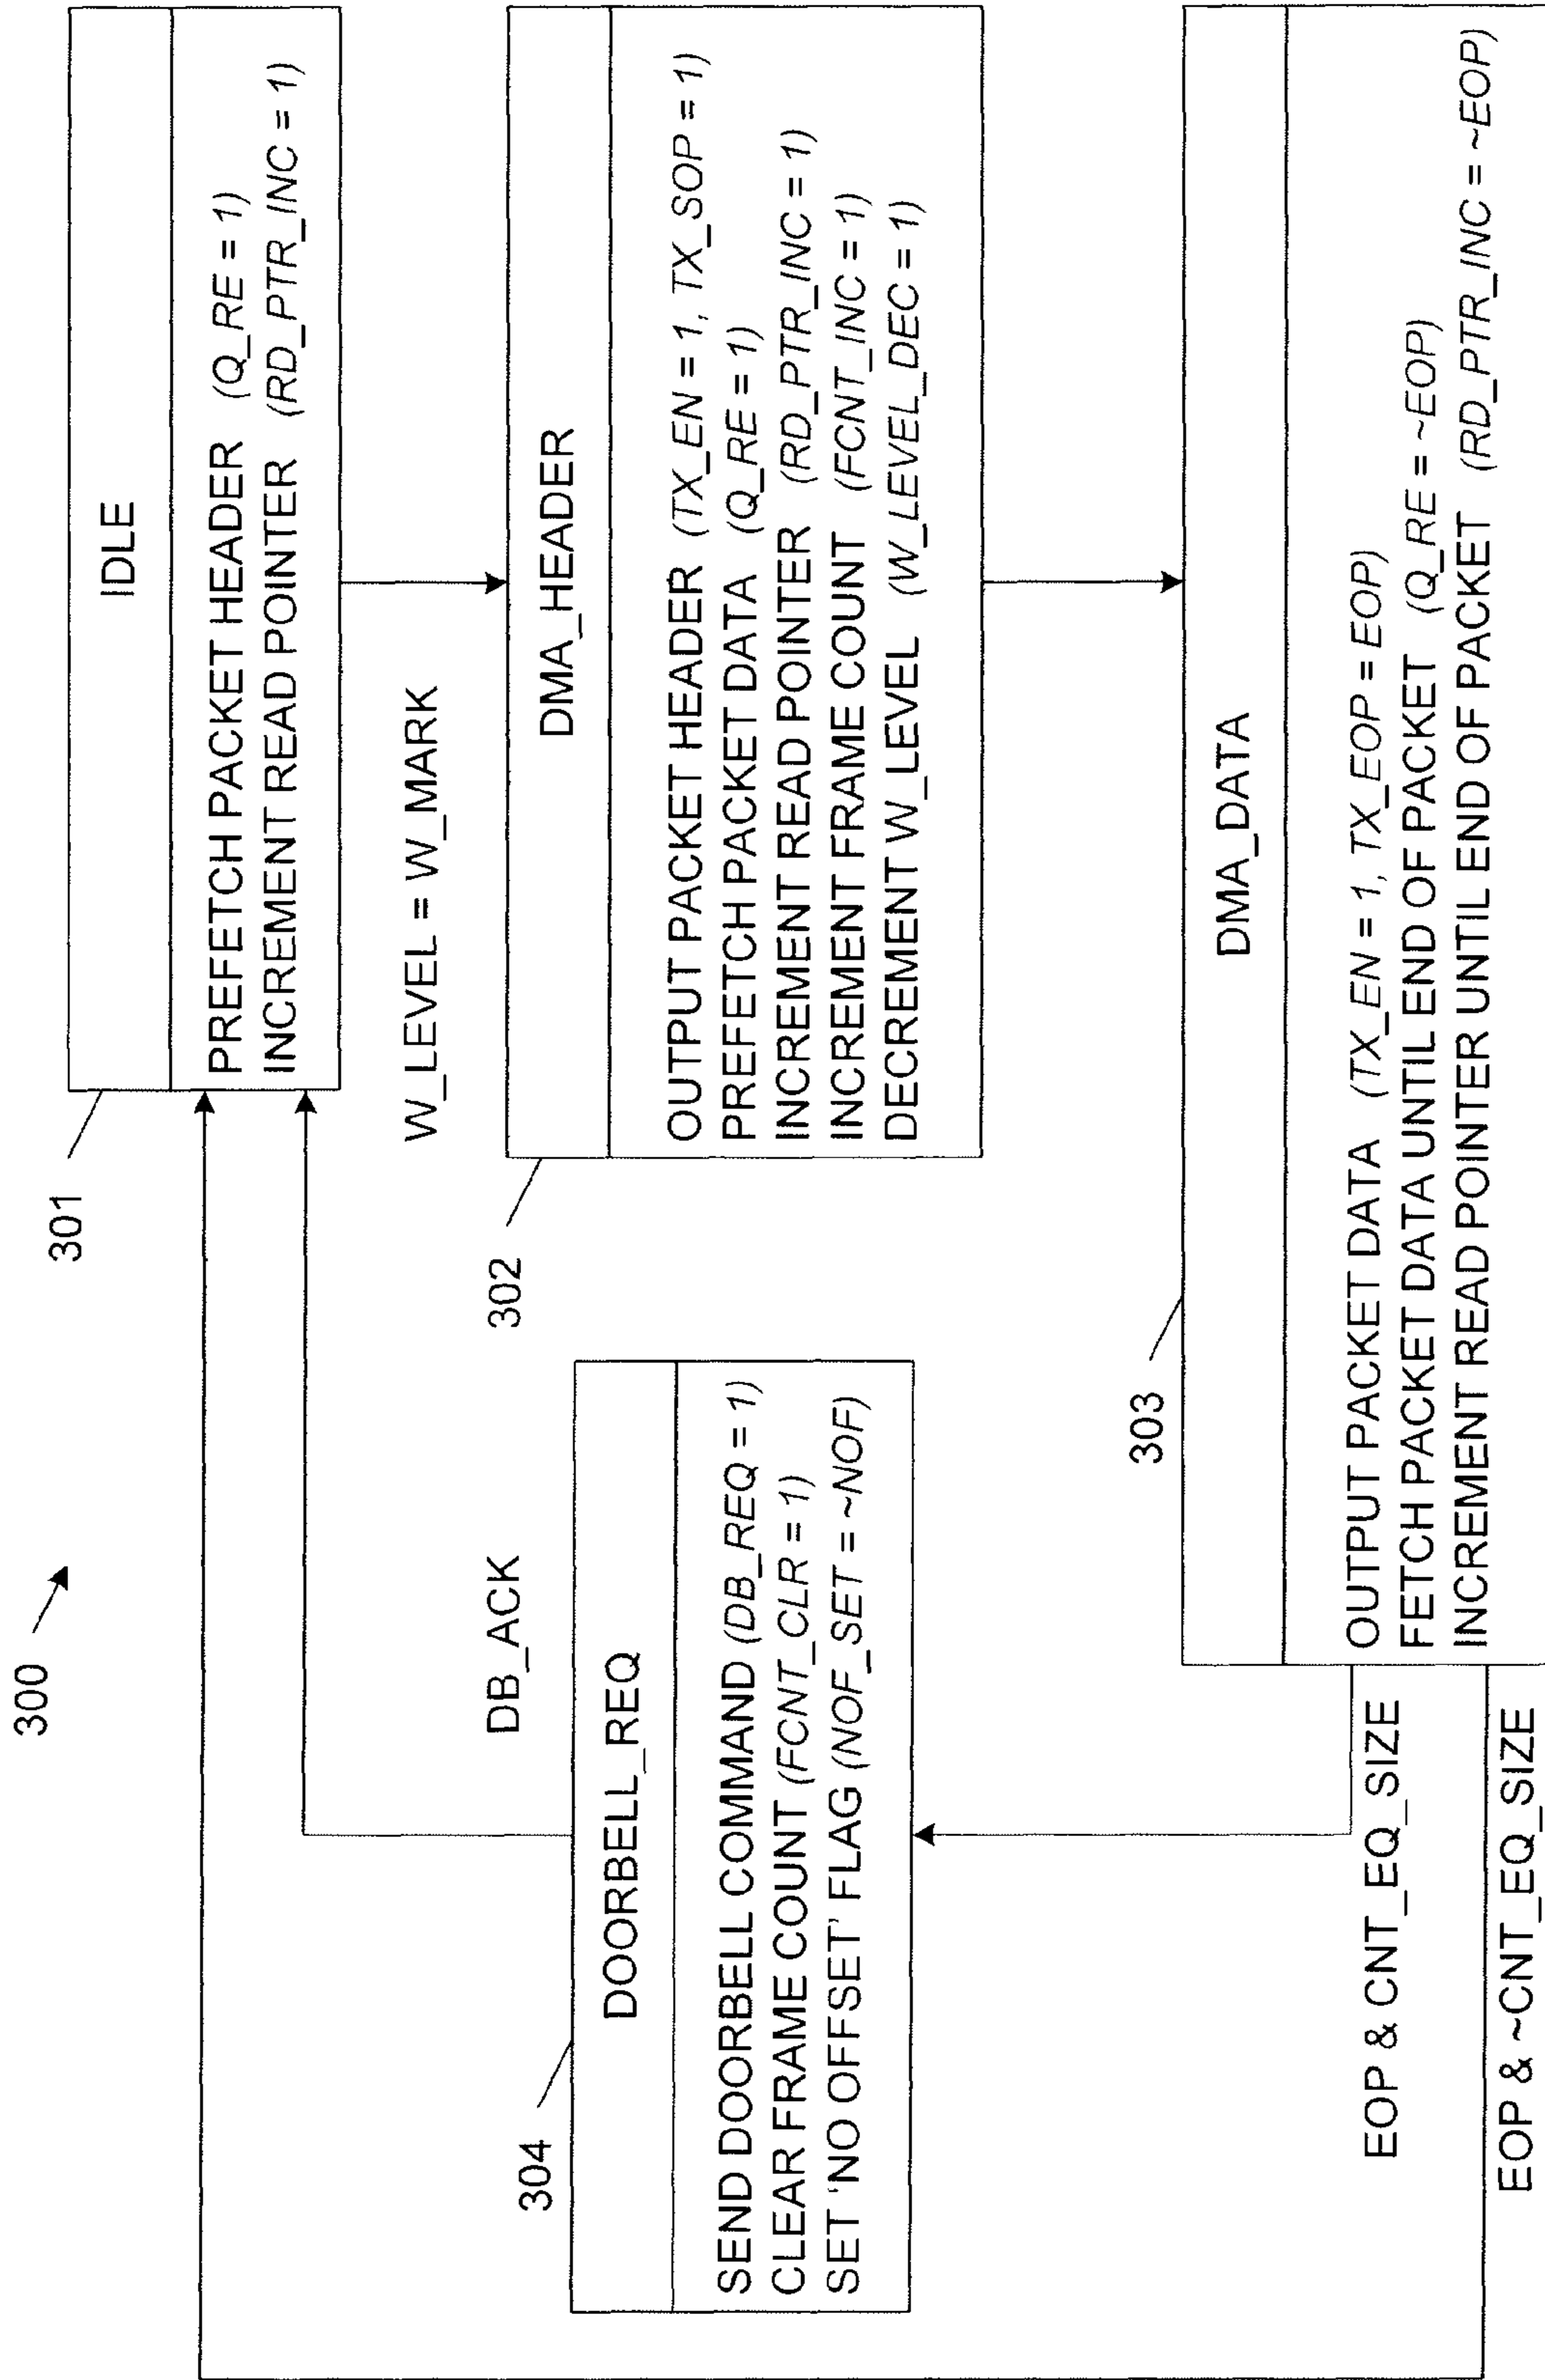 300
301
IDLE
PREFETCH PACKET HEADER (Q_RE = 1)
INCREMENT READ POINTER (RD_PTR_INC = 1)
W_LEVEL = W_MARK
302
DMA_HEADER
OUTPUT PACKET HEADER (TX_EN = 1, TX_SOP = 1)
PREFETCH PACKET DATA (Q_RE = 1)
INCREMENT READ POINTER (RD_PTR_INC = 1)
INCREMENT FRAME COUNT (FCNT_INC = 1)
DECREMENT W_LEVEL (W_LEVEL_DEC = 1)
DB_ACK
304
DOORBELL_REQ
SEND DOORBELL COMMAND (DB_REQ = 1)
CLEAR FRAME COUNT (FCNT_CLR = 1)
SET 'NO OFFSET' FLAG (NOF_SET = ~NOF)
303
DMA_DATA
OUTPUT PACKET DATA (TX_EN = 1, TX_EOP = EOP)
FETCH PACKET DATA UNTIL END OF PACKET (Q_RE = ~EOP)
INCREMENT READ POINTER UNTIL END OF PACKET (RD_PTR_INC = ~EOP)
EOP & CNT_EQ_SIZE
EOP & ~CNT_EQ_SIZE